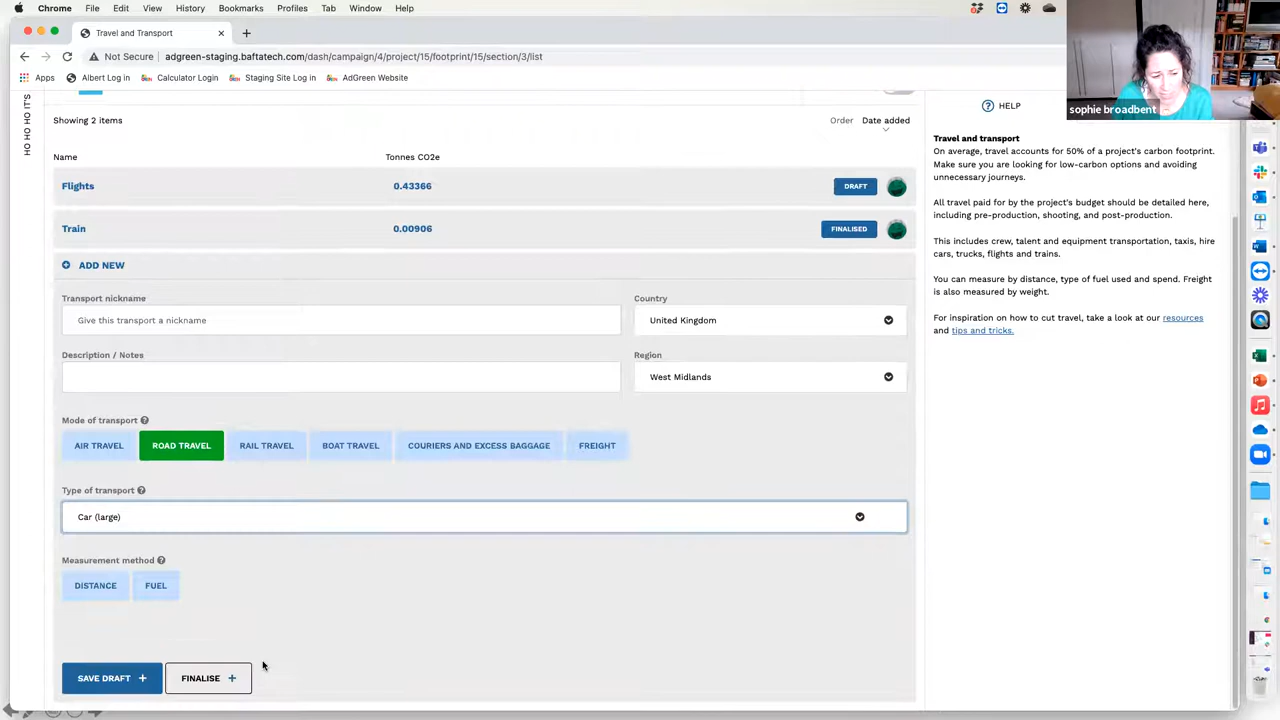 Chrome File Edit View History Bookmarks Profiles Tab Window Help
Travel and Transport
Not Secure adgreen-staging.baftatech.com/dash/campaign/4/project/15/footprint/15/section/3/list
Apps Albert Log in Calculator Login Staging Site Log in AdGreen Website
sophie broadbent
HO HO HO IT'S
HELP
Showing 2 items
Order Date added
Name Tonnes CO2e
Flights 0.43366 DRAFT
Train 0.00906 FINALISED
ADD NEW
Transport nickname
Give this transport a nickname
Country
United Kingdom
Description / Notes
Region
West Midlands
Mode of transport
AIR TRAVEL ROAD TRAVEL RAIL TRAVEL BOAT TRAVEL COURIERS AND EXCESS BAGGAGE FREIGHT
Type of transport
Car (large)
Measurement method
DISTANCE FUEL
SAVE DRAFT + FINALISE +
Travel and transport
On average, travel accounts for 50% of a project's carbon footprint.
Make sure you are looking for low-carbon options and avoiding
unnecessary journeys.
All travel paid for by the project's budget should be detailed here,
including pre-production, shooting, and post-production.
This includes crew, talent and equipment transportation, taxis, hire
cars, trucks, flights and trains.
You can measure by distance, type of fuel used and spend. Freight
is also measured by weight.
For inspiration on how to cut travel, take a look at our resources
and tips and tricks.